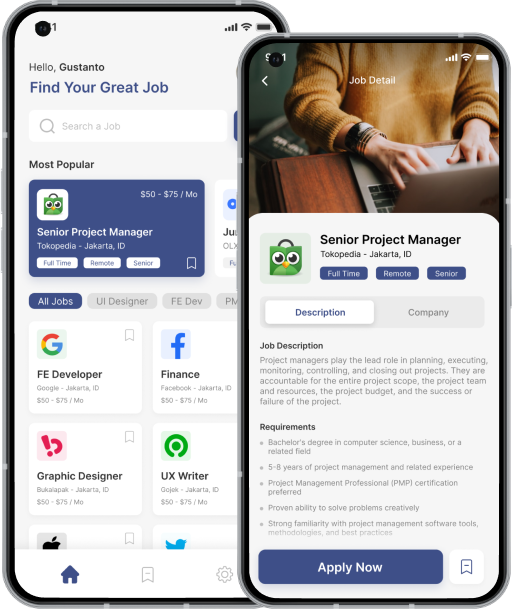 Hello, Gustanto
Find Your Great Job
Search a Job
Most Popular
$50 - $75 / Mo
Senior Project Manager
Tokopedia - Jakarta, ID
Full Time
Remote
Senior
OLX
All Jobs
UI Designer
FE Dev
PM
FE Developer
Google - Jakarta, ID
$50 - $75 / Mo
Finance
Facebook - Jakarta, ID
$50 - $75 / Mo
Graphic Designer
Bukalapak - Jakarta, ID
$50 - $75 / Mo
UX Writer
Gojek - Jakarta, ID
$50 - $75 / Mo
Job Detail
Senior Project Manager
Tokopedia - Jakarta, ID
Full Time
Remote
Senior
Description
Company
Job Description
Project managers play the lead role in planning, executing,
monitoring, controlling, and closing out projects. They are
accountable for the entire project scope, the project team
and resources, the project budget, and the success or
failure of the project.
Requirements
Bachelor's degree in computer science, business, or a
related field
5-8 years of project management and related experience
Project Management Professional (PMP) certification
preferred
Proven ability to solve problems creatively
Strong familiarity with project management software tools,
methodologies, and best practices
Apply Now